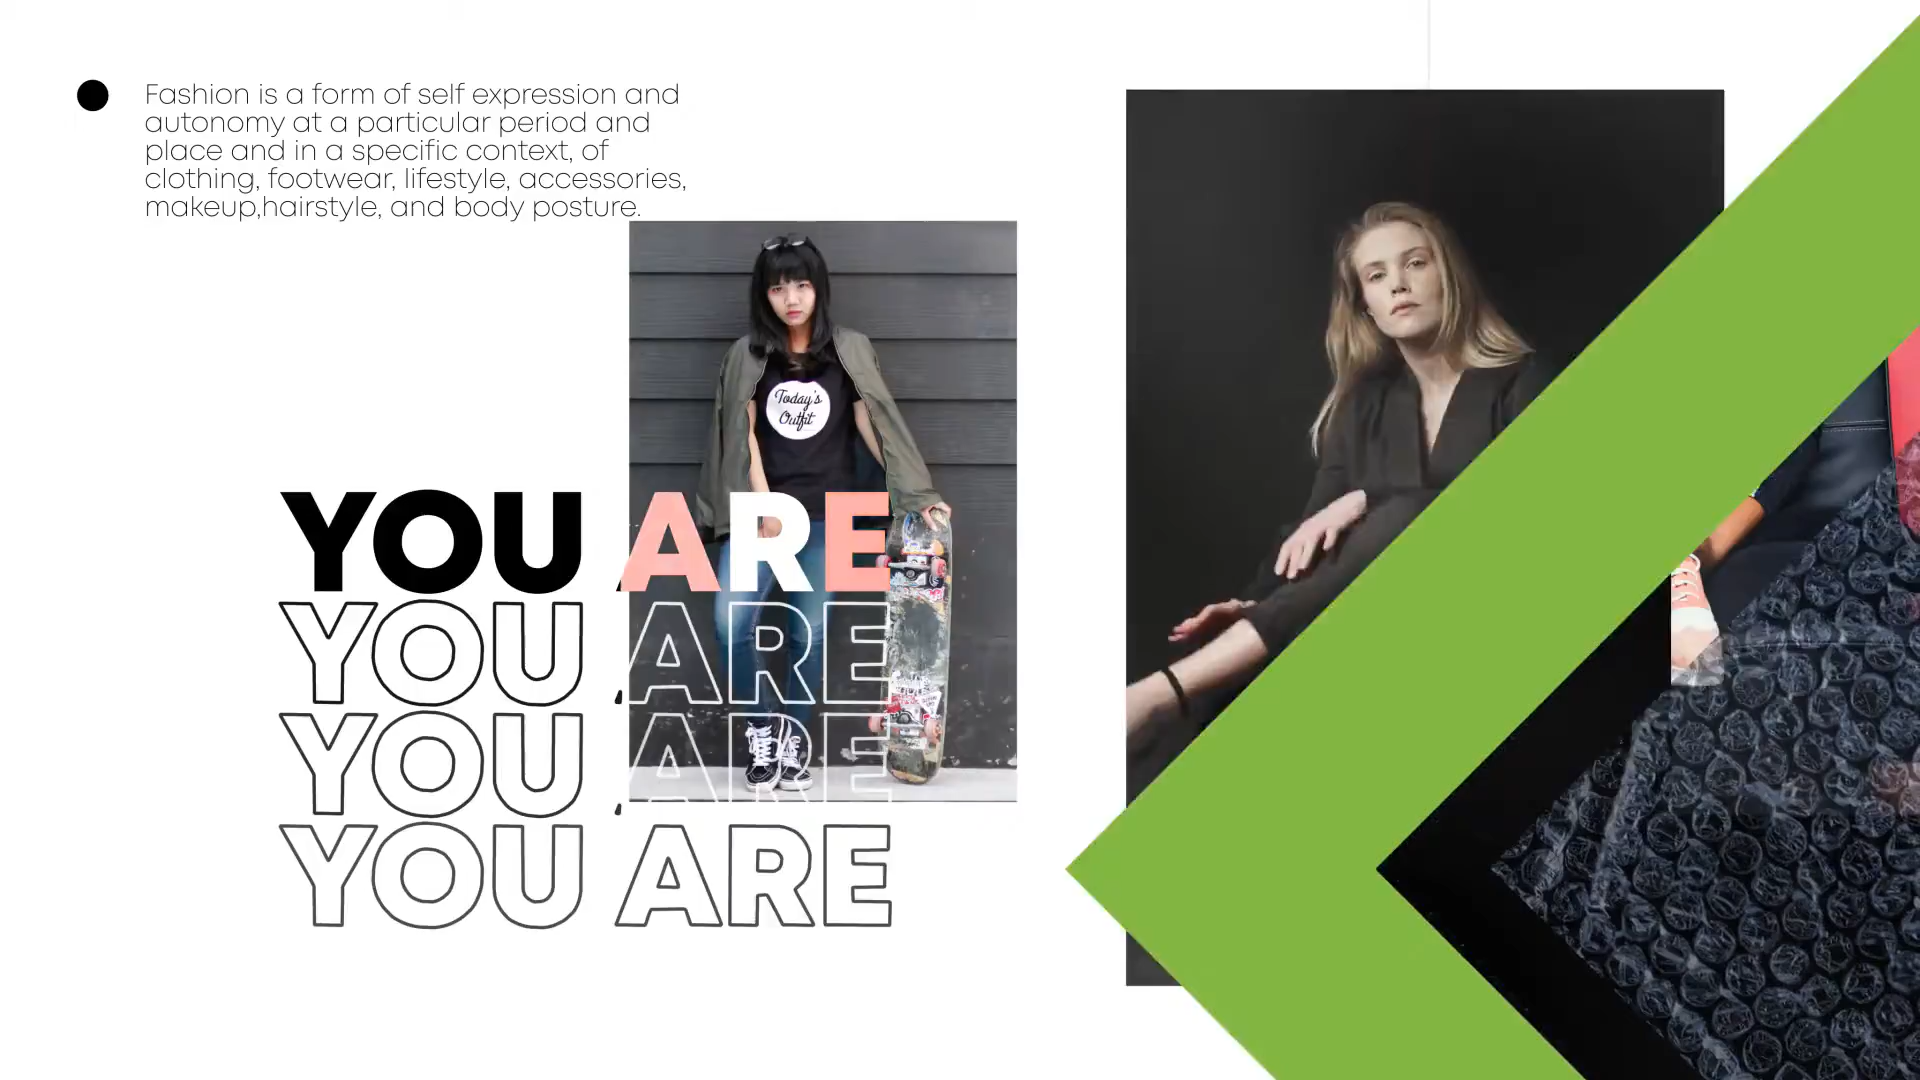 Fashion is a form of self expression and
autonomy at a particular period and
place and in a specific context, of
clothing, footwear, lifestyle, accessories,
makeup,hairstyle, and body posture.
Today's
Outfit
YOU ARE
YOU ARE
YOU ARE
YOU ARE